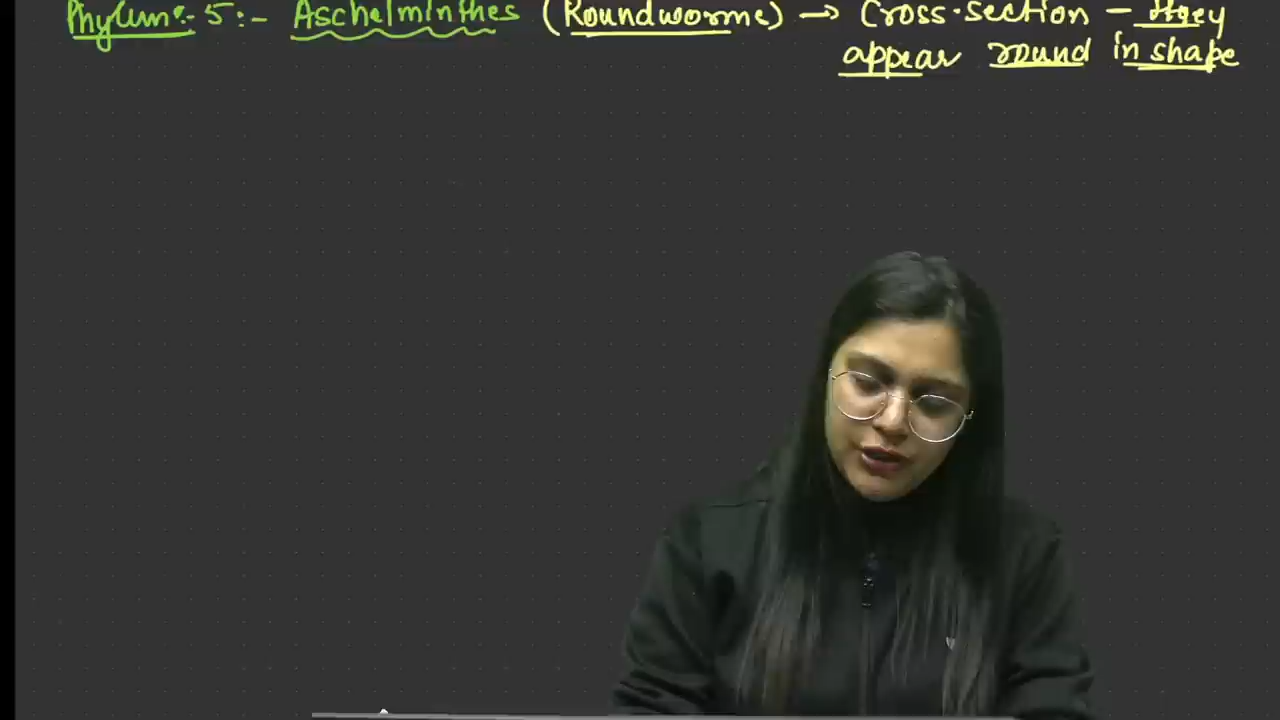 Phylum:-5:- Aschelminthes (Roundworms) → Cross-section - they
appear round in shape